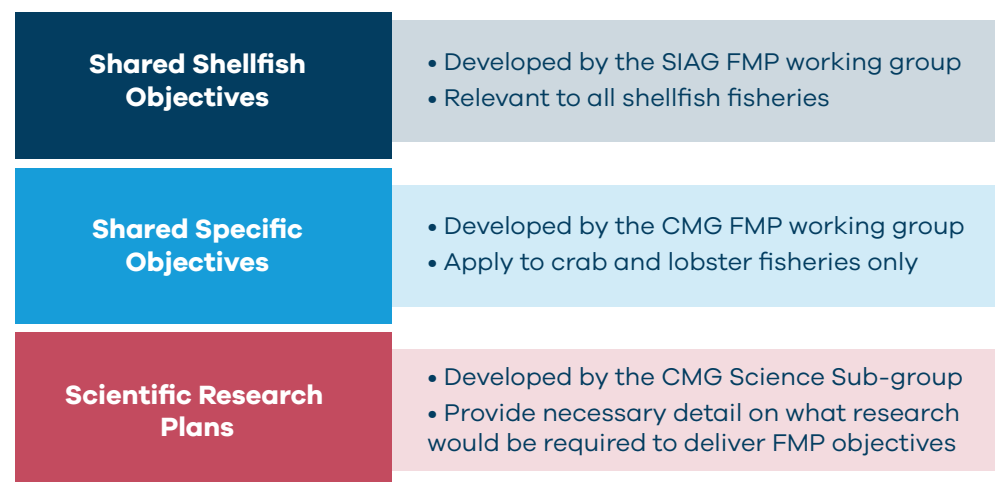 Shared Shellfish
Objectives
• Developed by the SIAG FMP working group
• Relevant to all shellfish fisheries
Shared Specific
Objectives
• Developed by the CMG FMP working group
• Apply to crab and lobster fisheries only
Scientific Research
Plans
• Developed by the CMG Science Sub-group
• Provide necessary detail on what research
would be required to deliver FMP objectives